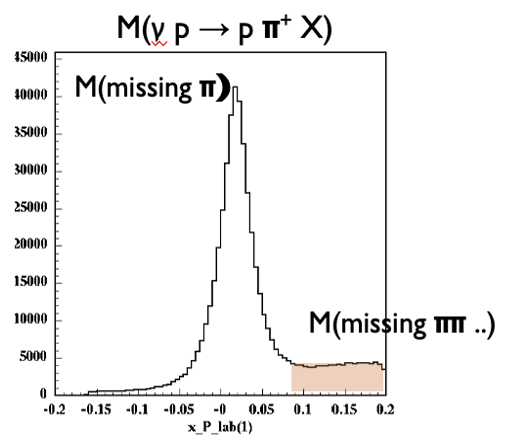 M(γ p → p π⁺ X)
45000
40000
35000
30000
25000
20000
15000
10000
5000
0
M(missing π)
M(missing ππ ..)
-0.2 -0.15 -0.1 -0.05 -0 0.05 0.1 0.15 0.2
x_P_lab(1)